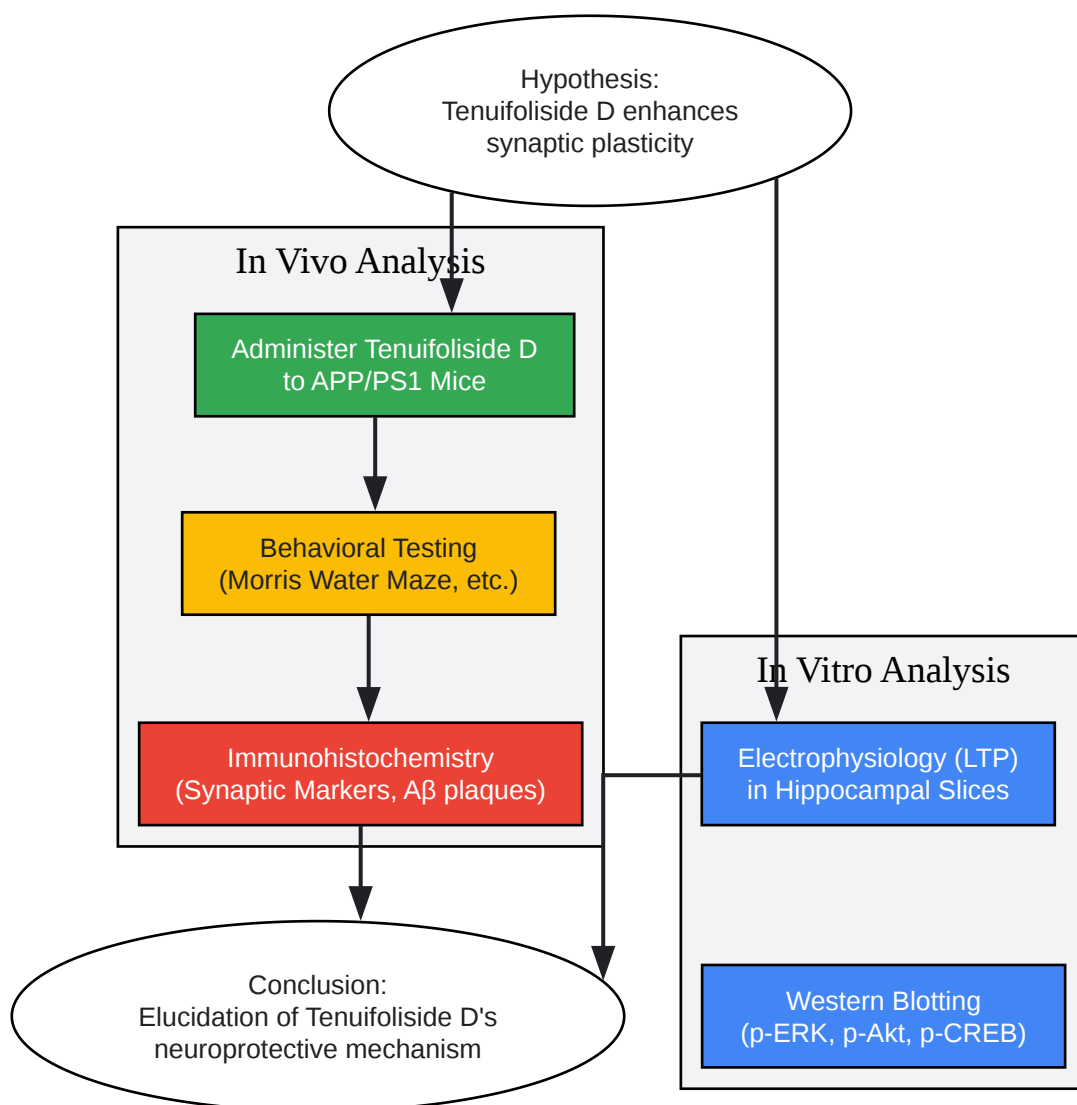 Hypothesis:
Tenuifoliside D enhances
synaptic plasticity
In Vivo Analysis
Administer Tenuifoliside D
to APP/PS1 Mice
Behavioral Testing
(Morris Water Maze, etc.)
Immunohistochemistry
(Synaptic Markers, Aβ plaques)
In Vitro Analysis
Electrophysiology (LTP)
in Hippocampal Slices
Western Blotting
(p-ERK, p-Akt, p-CREB)
Conclusion:
Elucidation of Tenuifoliside D's
neuroprotective mechanism